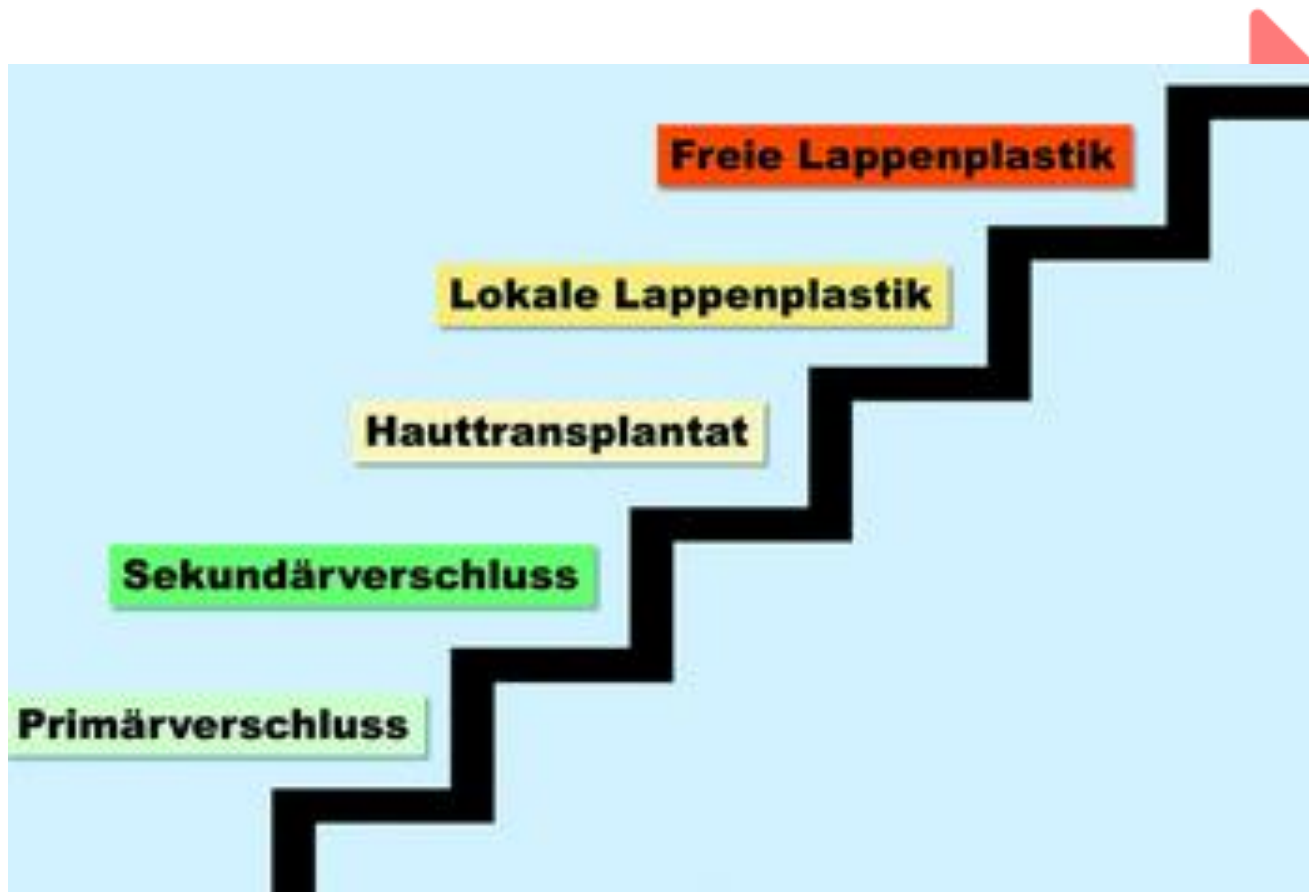 Freie Lappenplastik
Lokale Lappenplastik
Hauttransplantat
Sekundärverschluss
Primärverschluss